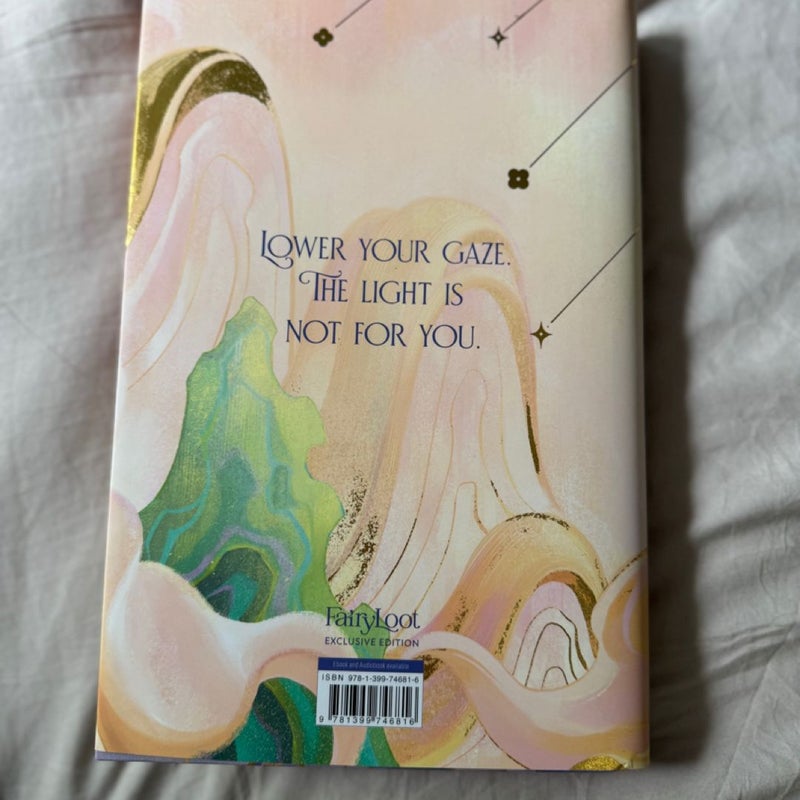 LOWER YOUR GAZE.
THE LIGHT IS
NOT FOR YOU.
FairyLoot
EXCLUSIVE EDITION
Ebook and Audiobook available
ISBN 978-1-399-74681-6
9 781399 746816